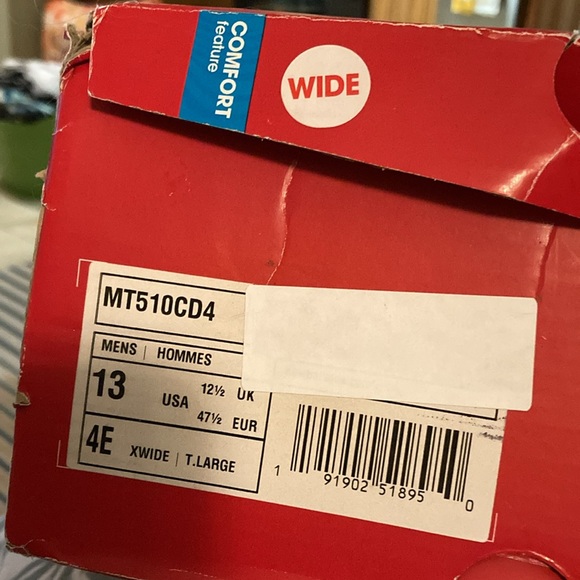 COMFORT
feature
WIDE
MT510CD4
MENS | HOMMES
13 USA 12½ UK
47½ EUR
4E XWIDE | T.LARGE
1 91902 51895 0